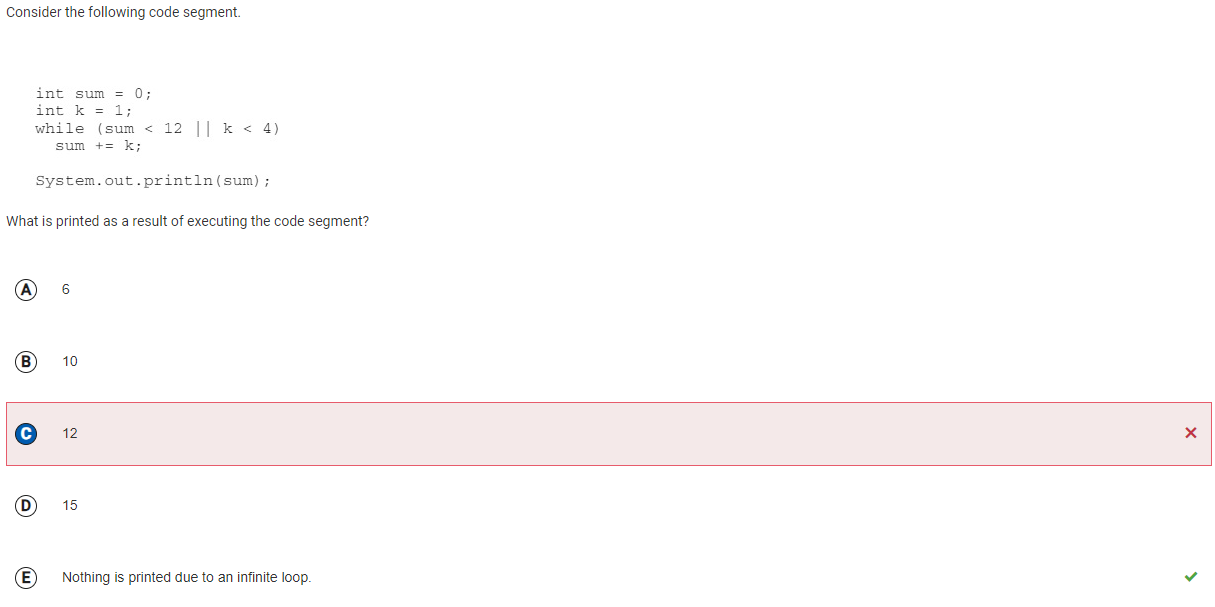 Consider the following code segment.
int sum = 0;
int k = 1;
while (sum < 12 || k < 4)
sum += k;
System.out.println(sum);
What is printed as a result of executing the code segment?
A 6
B 10
C 12
D 15
E Nothing is printed due to an infinite loop.